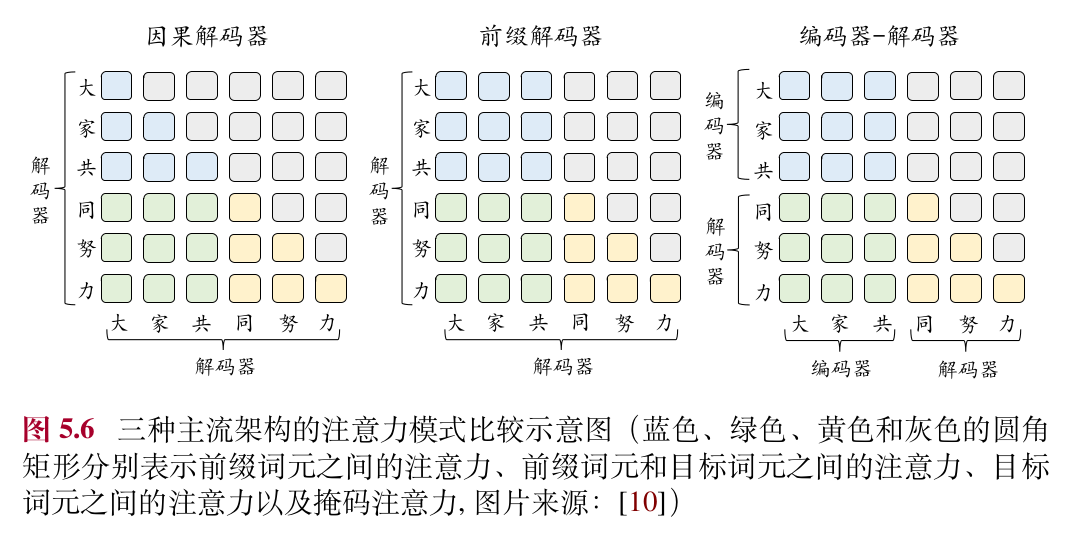 因果解码器
大
家
共
同
努
力
解码器
大 家 共 同 努 力
解码器
前缀解码器
大
家
共
同
努
力
解码器
大 家 共 同 努 力
解码器
编码器-解码器
大
家
共
同
努
力
编码器
解码器
大 家 共 同 努 力
编码器 解码器
图 5.6 三种主流架构的注意力模式比较示意图（蓝色、绿色、黄色和灰色的圆角
矩形分别表示前缀词元之间的注意力、前缀词元和目标词元之间的注意力、目标
词元之间的注意力以及掩码注意力, 图片来源：[10]）